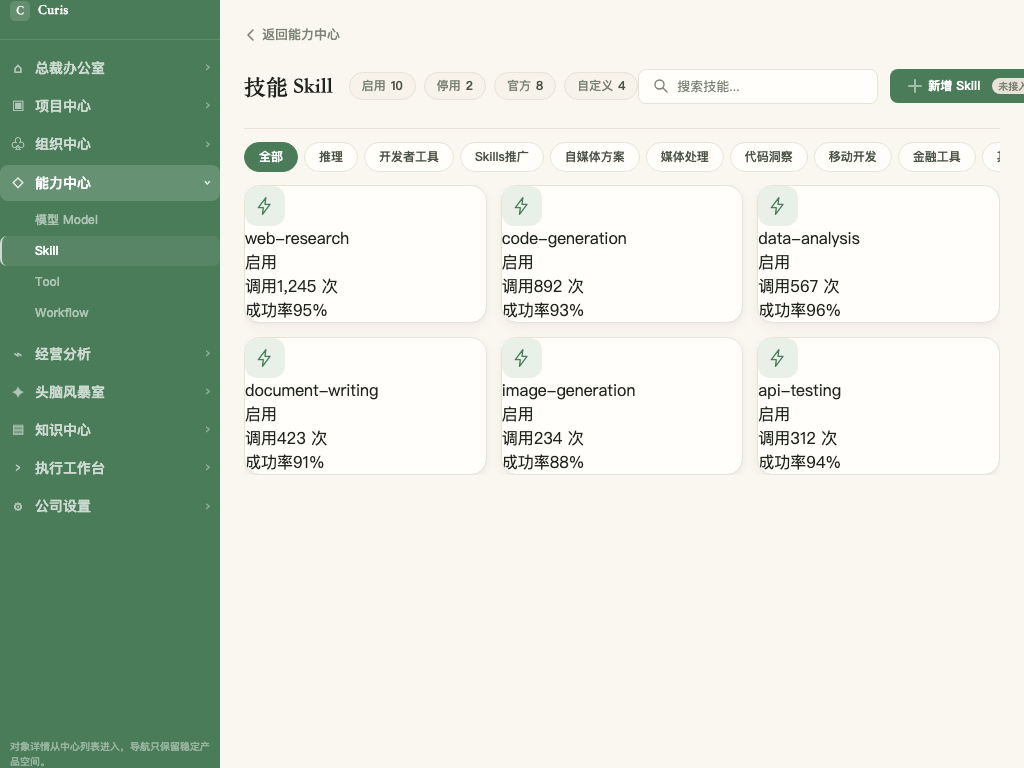 C Curis
总裁办公室
项目中心
组织中心
能力中心
模型 Model
Skill
Tool
Workflow
经营分析
头脑风暴室
知识中心
执行工作台
公司设置
对象详情从中心列表进入，导航只保留稳定产
品空间。
返回能力中心
技能 Skill
启用 10
停用 2
官方 8
自定义 4
搜索技能...
新增 Skill
未接入
全部
推理
开发者工具
Skills推广
自媒体方案
媒体处理
代码洞察
移动开发
金融工具
web-research
启用
调用1,245 次
成功率95%
code-generation
启用
调用892 次
成功率93%
data-analysis
启用
调用567 次
成功率96%
document-writing
启用
调用423 次
成功率91%
image-generation
启用
调用234 次
成功率88%
api-testing
启用
调用312 次
成功率94%